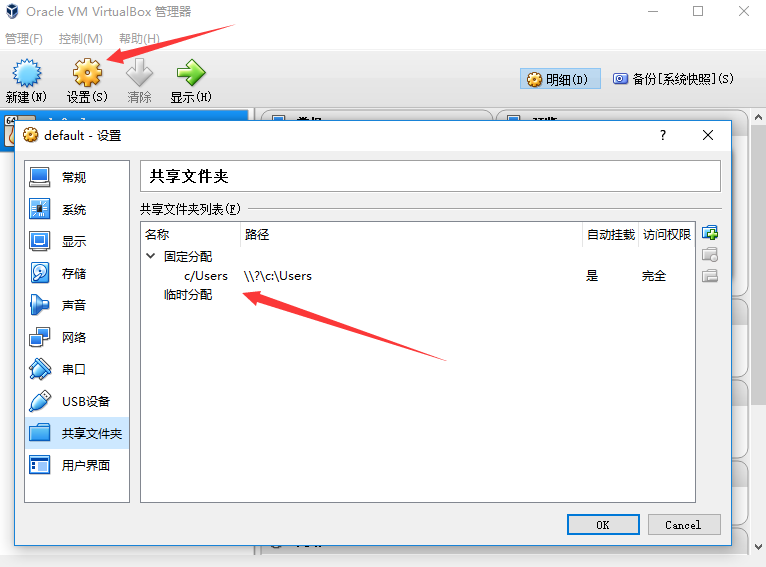 Oracle VM VirtualBox 管理器
管理(F) 控制(M) 帮助(H)
新建(N) 设置(S) 清除 显示(H) 明细(D) 备份[系统快照](S)
64
default - 设置 ?
常规
系统
显示
存储
声音
网络
串口
USB设备
共享文件夹
用户界面
共享文件夹
共享文件夹列表(F)
名称 路径 自动挂载 访问权限
固定分配
c/Users \\?\c:\Users 是 完全
临时分配
OK Cancel